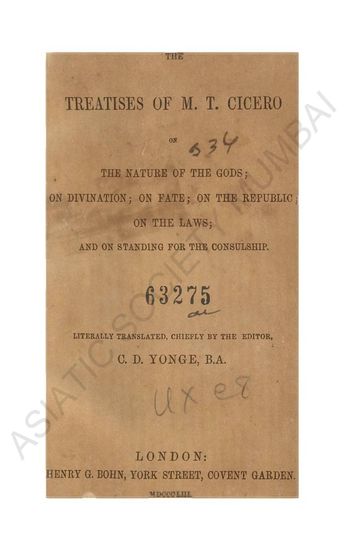 THE
TREATISES OF M. T. CICERO
ON
534
THE NATURE OF THE GODS;
ON DIVINATION; ON FATE; ON THE REPUBLIC;
ON THE LAWS;
AND ON STANDING FOR THE CONSULSHIP.
63275
LITERALLY TRANSLATED, CHIEFLY BY THE EDITOR,
C. D. YONGE, B.A.
LONDON:
HENRY G. BOHN, YORK STREET, COVENT GARDEN.
MDCCCLIII.
ASIATIC SOCIETY MUMBAI